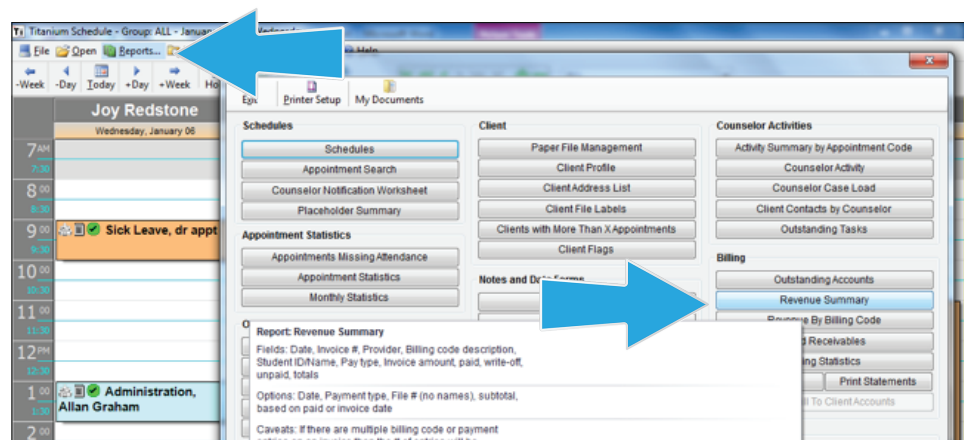 Titanium Schedule - Group: ALL - Janua
File Open Reports...
Help
-Week -Day Today +Day +Week Ho
Exit Printer Setup My Documents
Joy Redstone
Wednesday, January 06
Schedules
Schedules
Appointment Search
Counselor Notification Worksheet
Placeholder Summary
Appointment Statistics
Appointments Missing Attendance
Appointment Statistics
Monthly Statistics
Client
Paper File Management
Client Profile
Client Address List
Client File Labels
Clients with More Than X Appointments
Client Flags
Notes and Data Forms
Counselor Activities
Activity Summary by Appointment Code
Counselor Activity
Counselor Case Load
Client Contacts by Counselor
Outstanding Tasks
Billing
Outstanding Accounts
Revenue Summary
Revenue By Billing Code
Receivables
Statistics
Print Statements
To Client Accounts
7 AM
7:30
8 00
8:30
9 00
Sick Leave, dr appt
9:30
10 00
10:30
11 00
11:30
12 PM
12:30
1 00
Administration,
1:30
Allan Graham
2 00
Report: Revenue Summary
Fields: Date, Invoice #, Provider, Billing code description,
Student ID/Name, Pay type, Invoice amount, paid, write-off,
unpaid, totals
Options: Date, Payment type, File # (no names), subtotal,
based on paid or invoice date
Caveats: If there are multiple billing code or payment